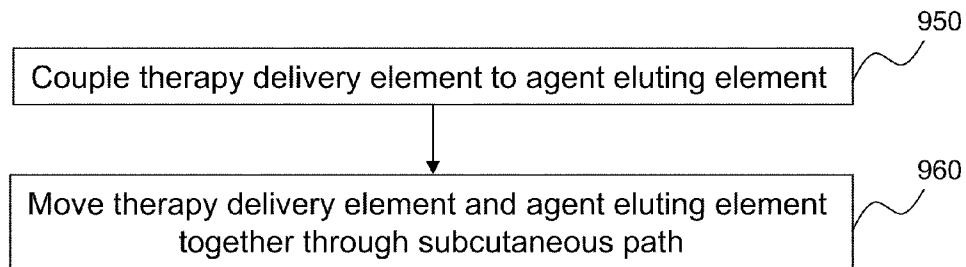 950
Couple therapy delivery element to agent eluting element
960
Move therapy delivery element and agent eluting element
together through subcutaneous path